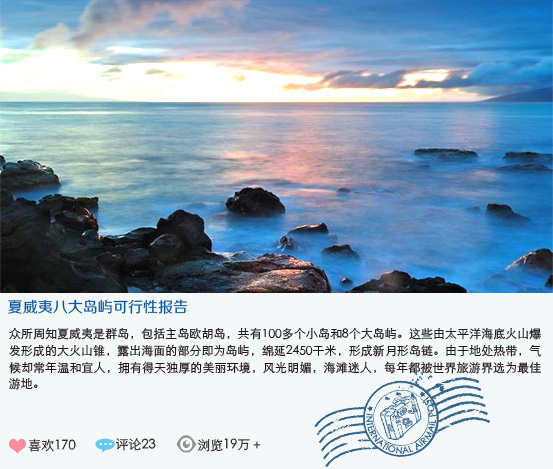 夏威夷八大岛屿可行性报告
众所周知夏威夷是群岛，包括主岛欧胡岛，共有100多个小岛和8个大岛屿。这些由太平洋海底火山爆
发形成的大火山锥，露出海面的部分即为岛屿，绵延2450千米，形成新月形岛链。由于地处热带，气
候却常年温和宜人，拥有得天独厚的美丽环境，风光明媚，海滩迷人，每年都被世界旅游界选为最佳
游地。
喜欢170 评论23 浏览19万+
POST
INTERNATIONAL AIRMAIL